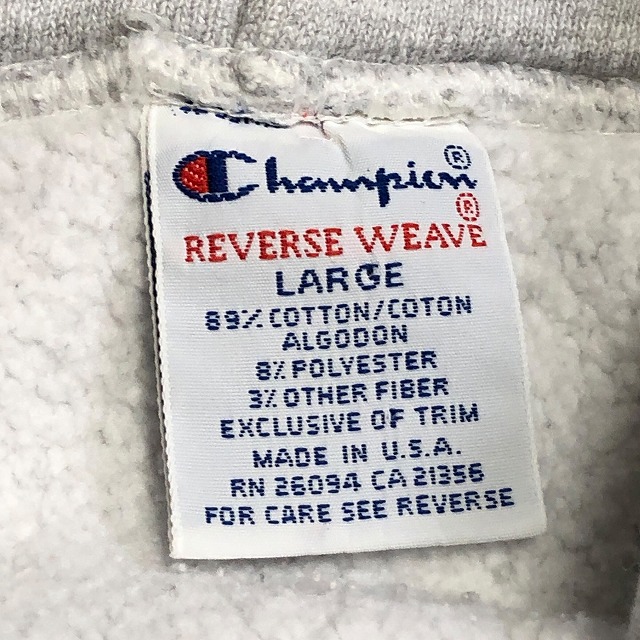 Champion®
REVERSE WEAVE®
LARGE
89% COTTON/COTON
ALGODON
8% POLYESTER
3% OTHER FIBER
EXCLUSIVE OF TRIM
MADE IN U.S.A.
RN 26094 CA 21356
FOR CARE SEE REVERSE